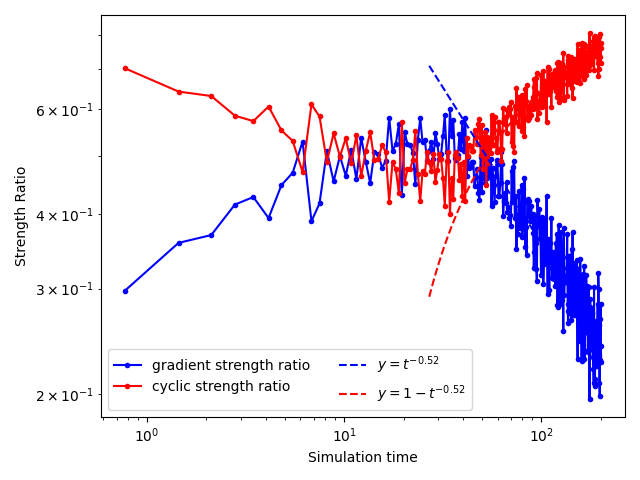 Strength Ratio
6 × 10⁻¹
4 × 10⁻¹
3 × 10⁻¹
2 × 10⁻¹
gradient strength ratio
cyclic strength ratio
y = t⁻⁰·⁵²
y = 1 − t⁻⁰·⁵²
10⁰
10¹
10²
Simulation time